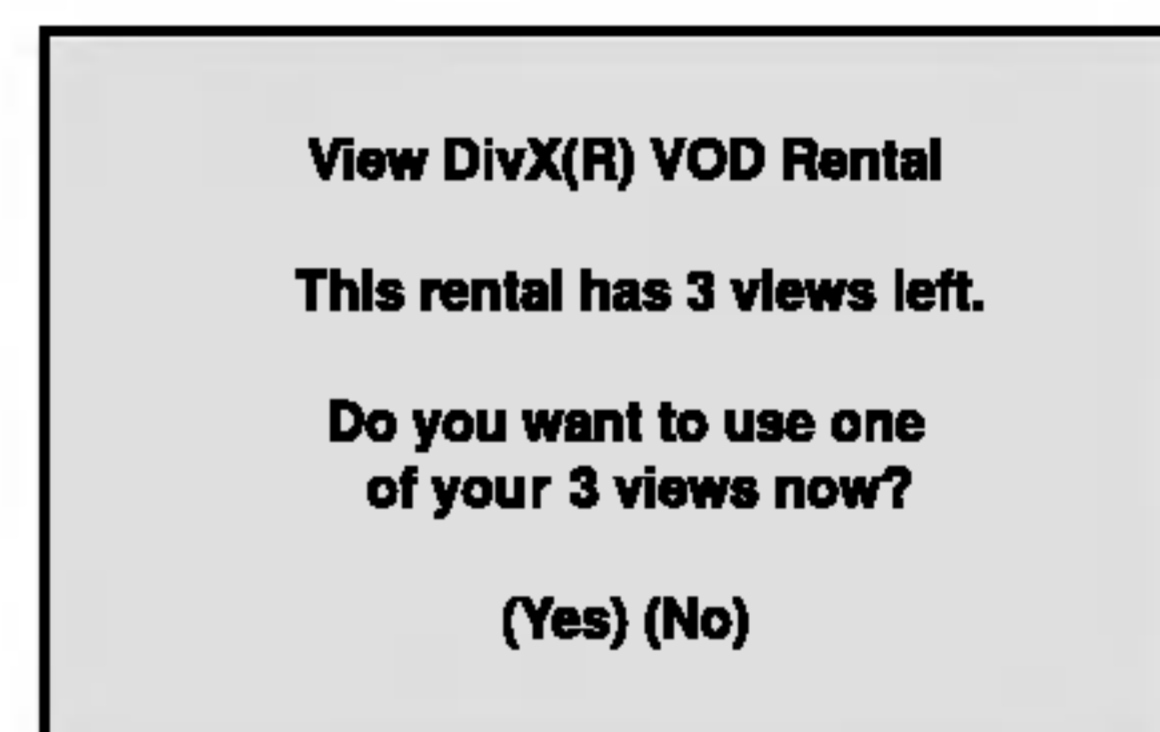 View DivX(R) VOD Rental
This rental has 3 views left.
Do you want to use one
of your 3 views now?
(Yes) (No)